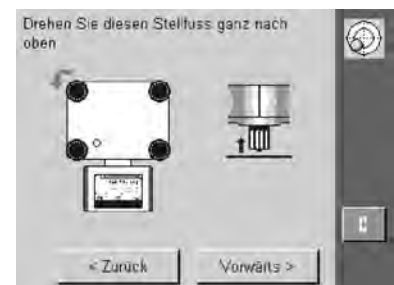 Drehen Sie diesen Stellfuss ganz nach
oben
< Zurück
Vorwärts >